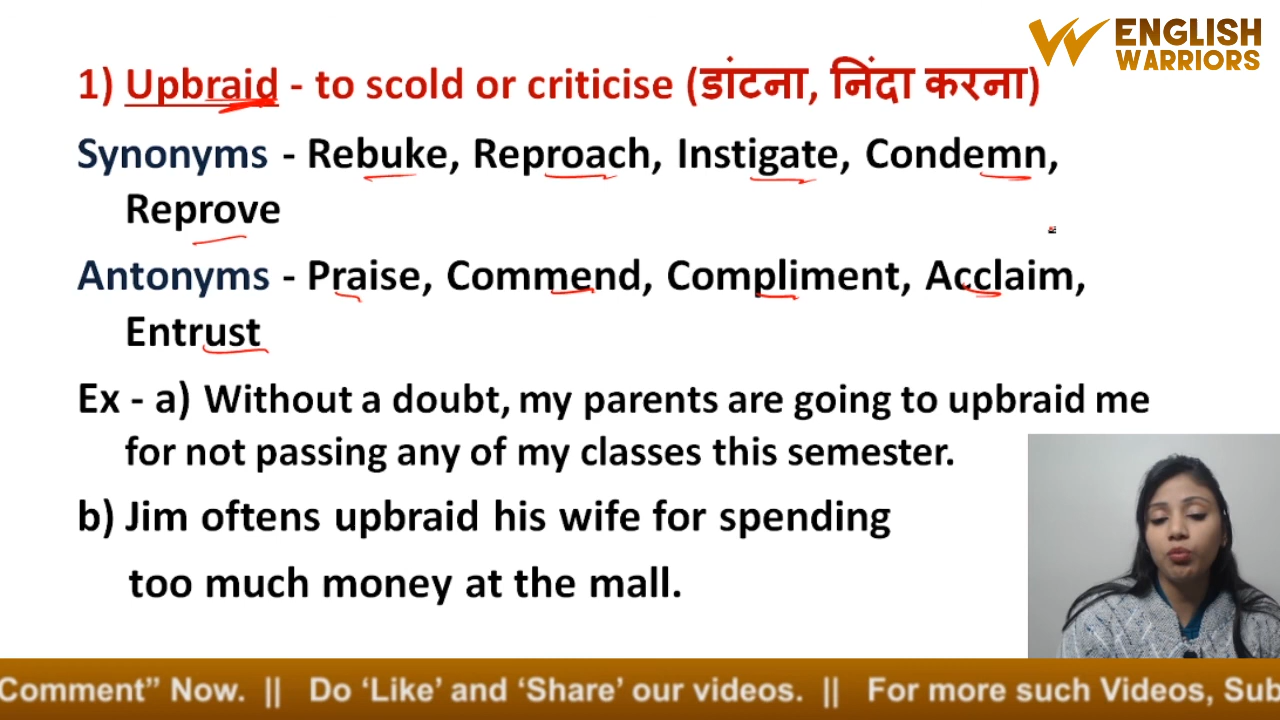 ENGLISH
WARRIORS
1) Upbraid - to scold or criticise (डांटना, निंदा करना)
Synonyms - Rebuke, Reproach, Instigate, Condemn,
Reprove
Antonyms - Praise, Commend, Compliment, Acclaim,
Entrust
Ex - a) Without a doubt, my parents are going to upbraid me
for not passing any of my classes this semester.
b) Jim oftens upbraid his wife for spending
too much money at the mall.
Comment” Now. || Do ‘Like’ and ‘Share’ our videos. || For more such Videos, Sub